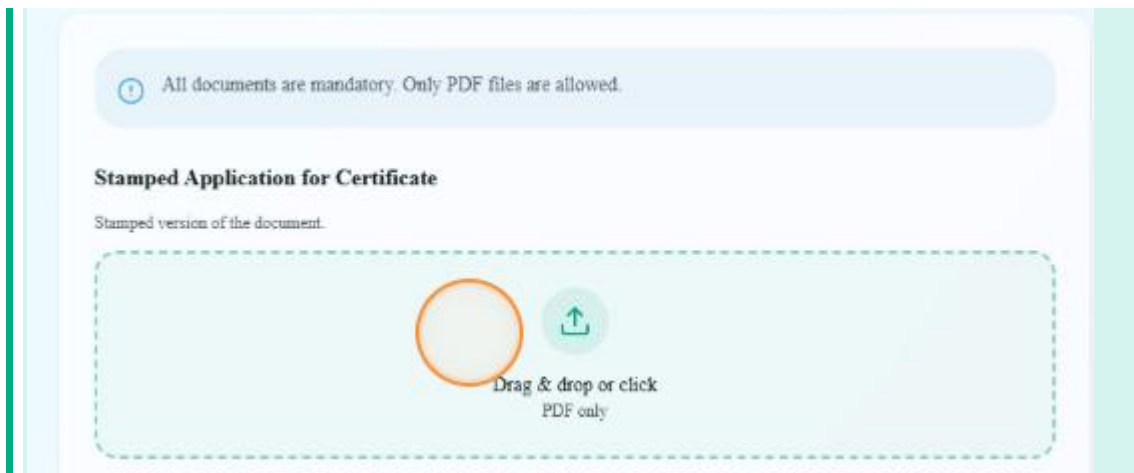 All documents are mandatory. Only PDF files are allowed.
Stamped Application for Certificate
Stamped version of the document.
Drag & drop or click
PDF only